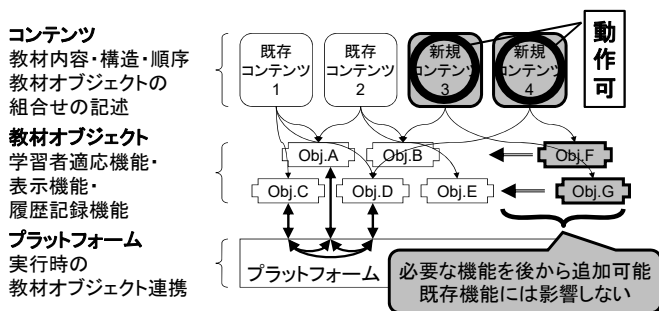 コンテンツ
教材内容・構造・順序
教材オブジェクトの
組合せの記述
既存
コンテンツ
1
既存
コンテンツ
2
新規
コンテンツ
3
新規
コンテンツ
4
動
作
可
教材オブジェクト
学習者適応機能・
表示機能・
履歴記録機能
Obj.A
Obj.B
Obj.F
Obj.C
Obj.D
Obj.E
Obj.G
プラットフォーム
実行時の
教材オブジェクト連携
プラットフォーム
必要な機能を後から追加可能
既存機能には影響しない